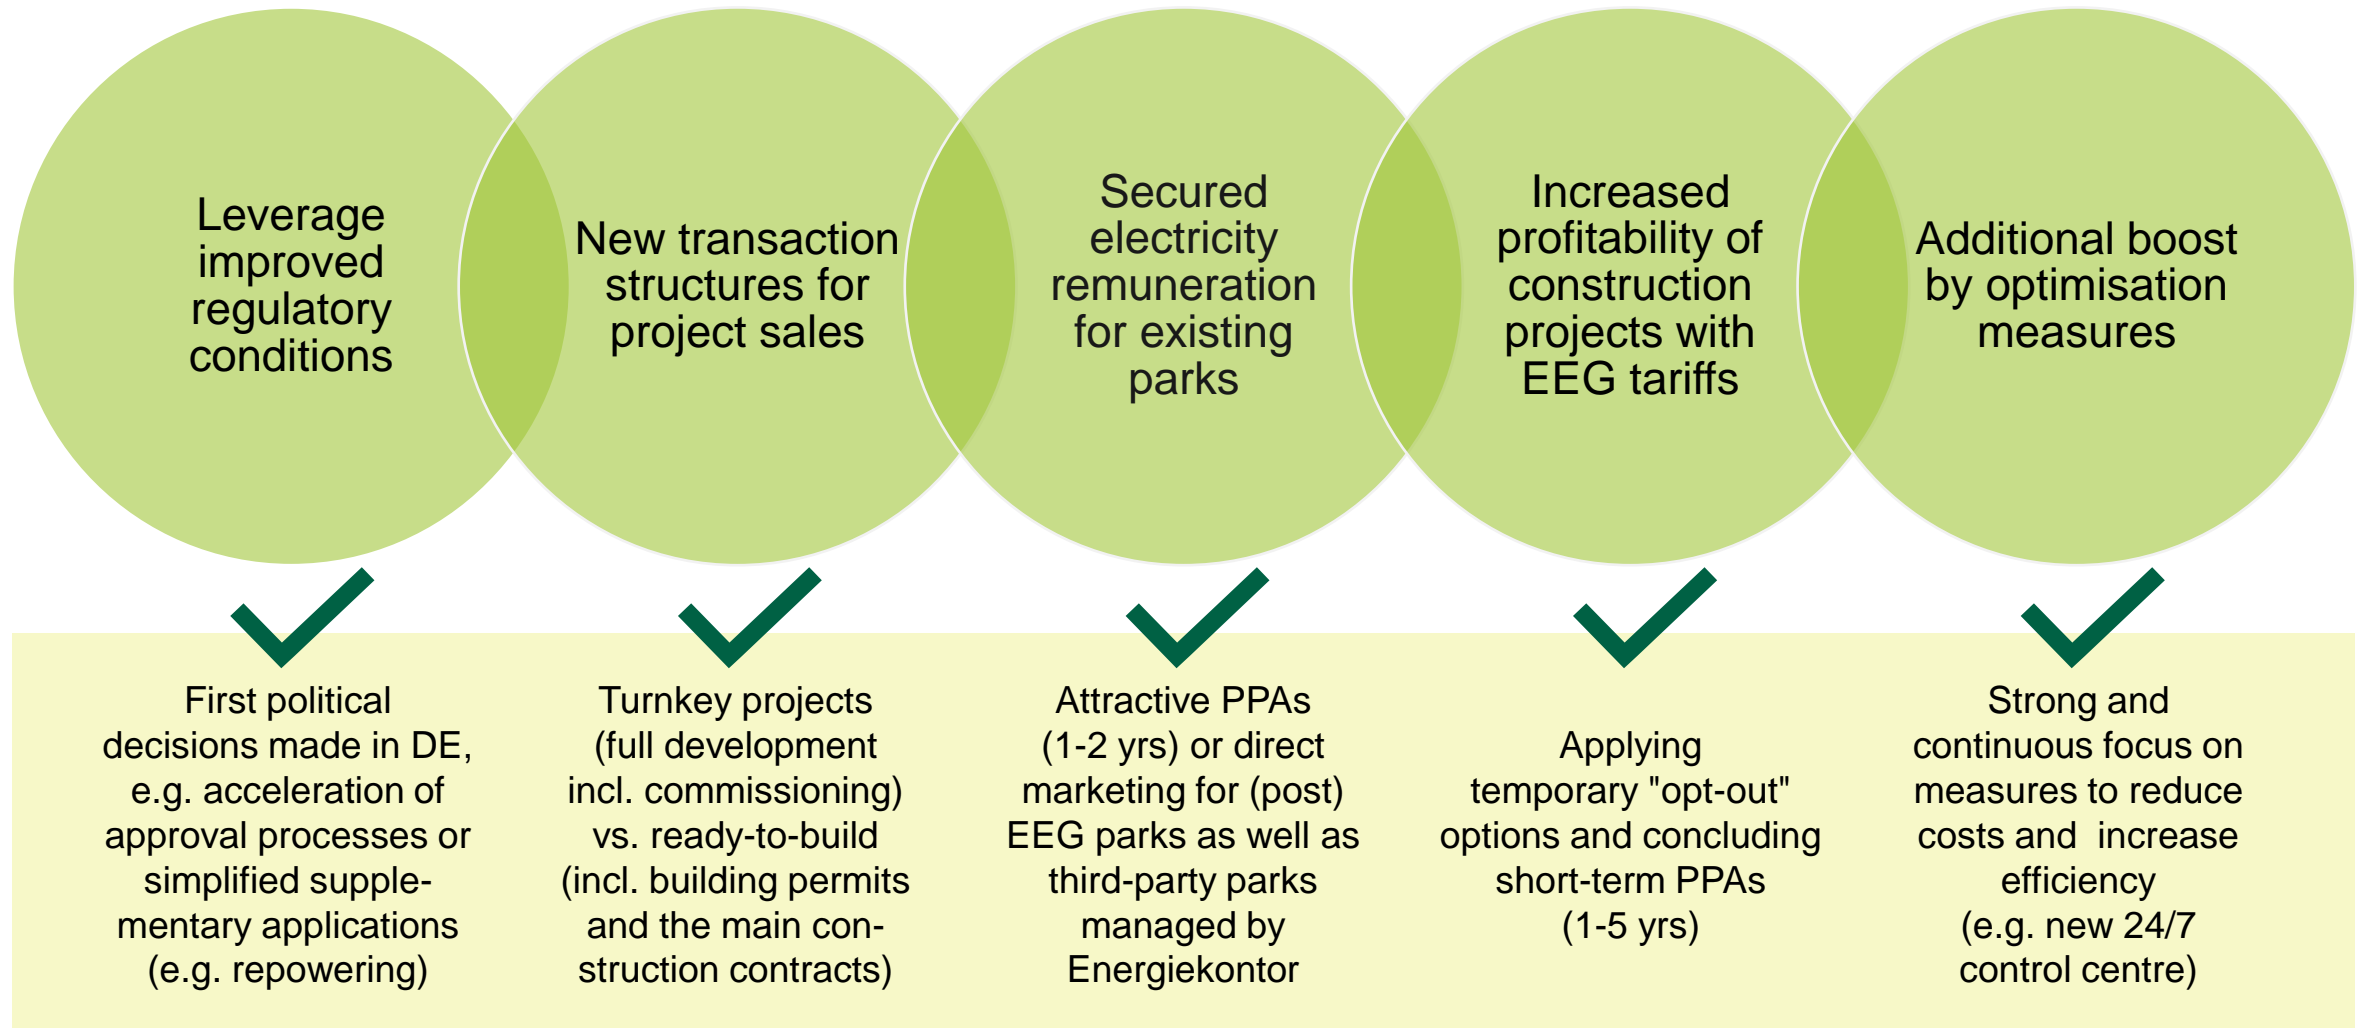 Leverage
improved
regulatory
conditions
New transaction
structures for
project sales
Secured
electricity
remuneration
for existing
parks
Increased
profitability of
construction
projects with
EEG tariffs
Additional boost
by optimisation
measures
First political
decisions made in DE,
e.g. acceleration of
approval processes or
simplified supple-
mentary applications
(e.g. repowering)
Turnkey projects
(full development
incl. commissioning)
vs. ready-to-build
(incl. building permits
and the main con-
struction contracts)
Attractive PPAs
(1-2 yrs) or direct
marketing for (post)
EEG parks as well as
third-party parks
managed by
Energiekontor
Applying
temporary "opt-out"
options and concluding
short-term PPAs
(1-5 yrs)
Strong and
continuous focus on
measures to reduce
costs and  increase
efficiency
(e.g. new 24/7
control centre)